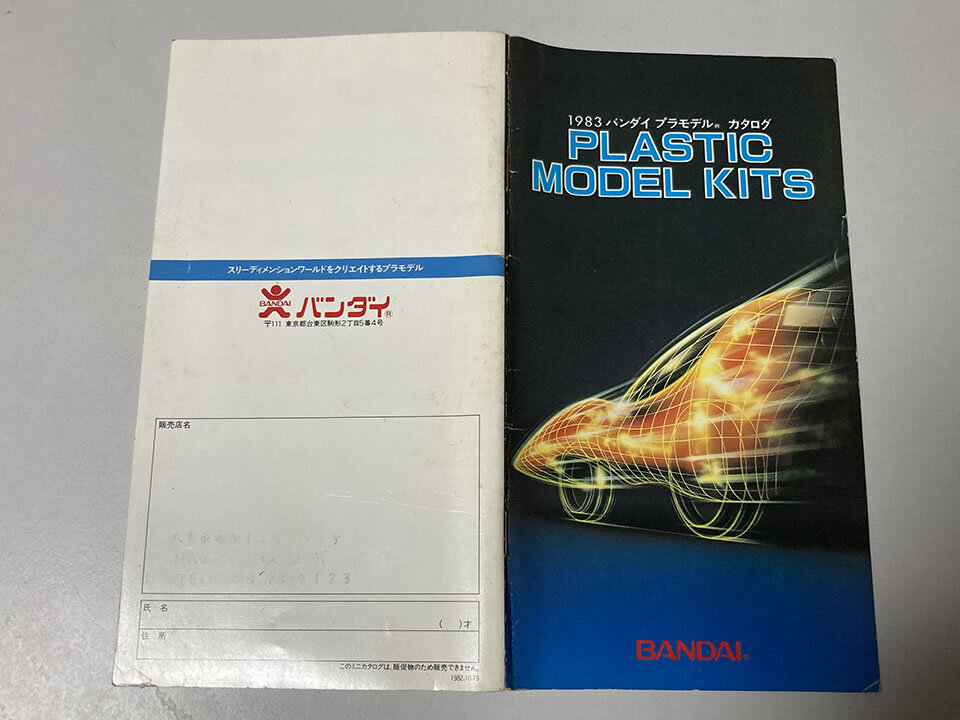 スリーディメンションワールドをクリエイトするプラモデル
BANDAI
バンダイ®
〒111 東京都台東区駒形2丁目5番4号
販売店名
氏 名
( )才
住 所
このミニカタログは、販促物のため販売できません。
1982.10.19
1983 バンダイ プラモデル® カタログ
PLASTIC
MODEL KITS
BANDAI®